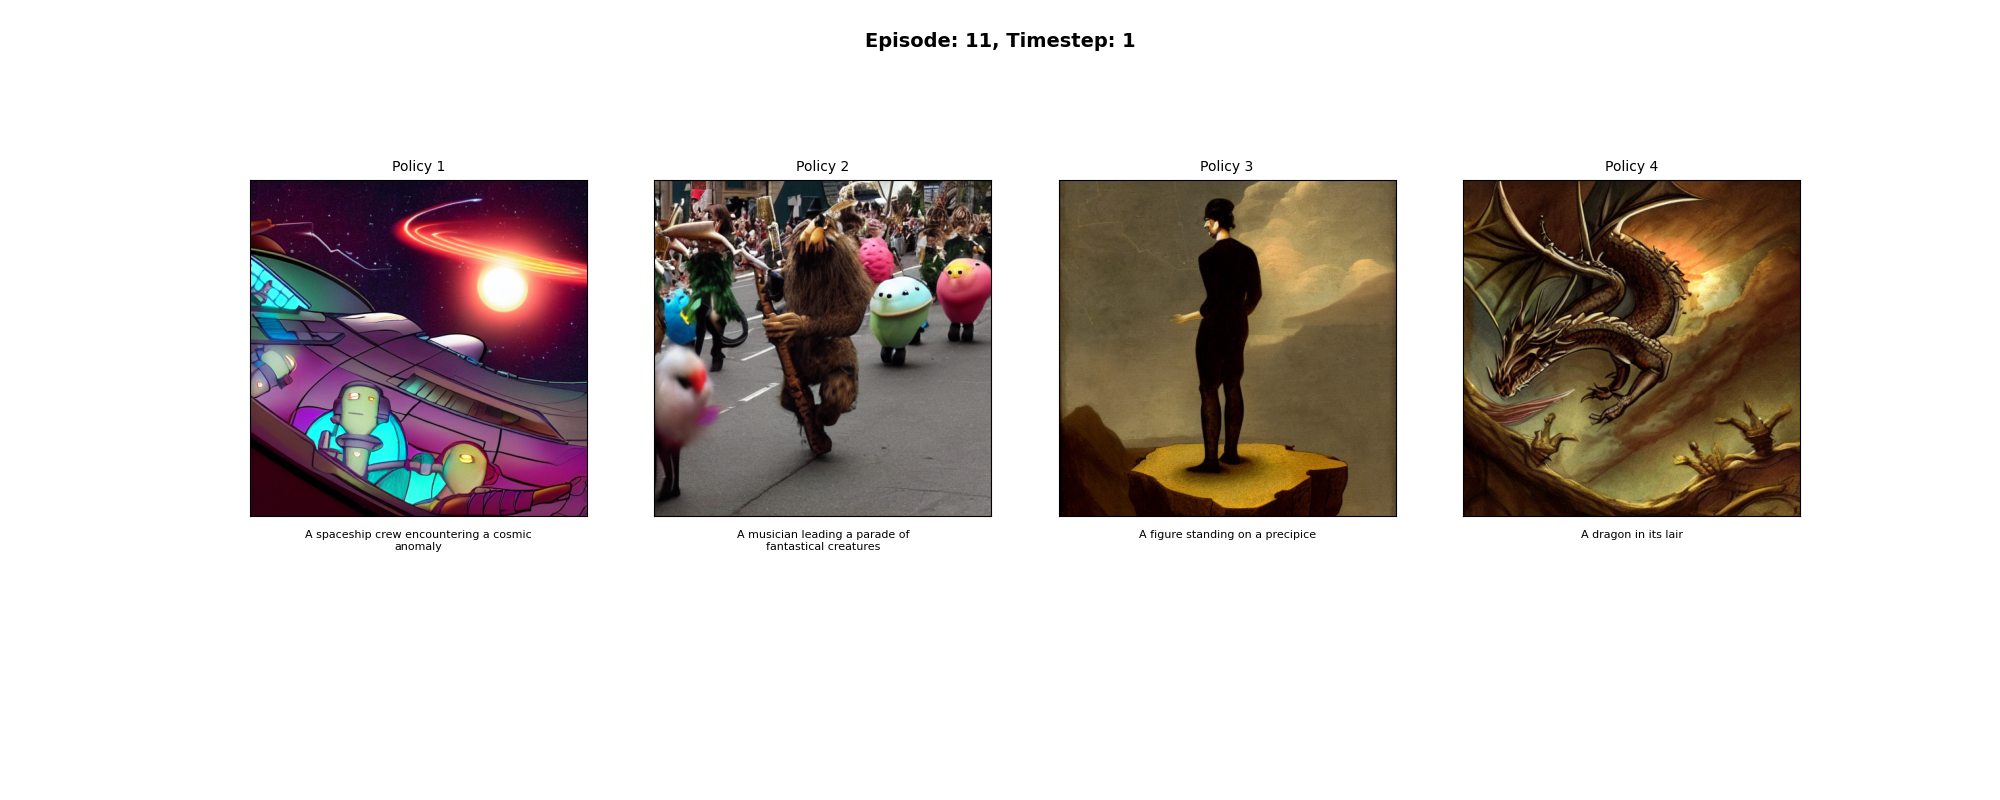 Episode: 11, Timestep: 1
Policy 1
Policy 2
Policy 3
Policy 4
A spaceship crew encountering a cosmic
anomaly
A musician leading a parade of
fantastical creatures
A figure standing on a precipice
A dragon in its lair